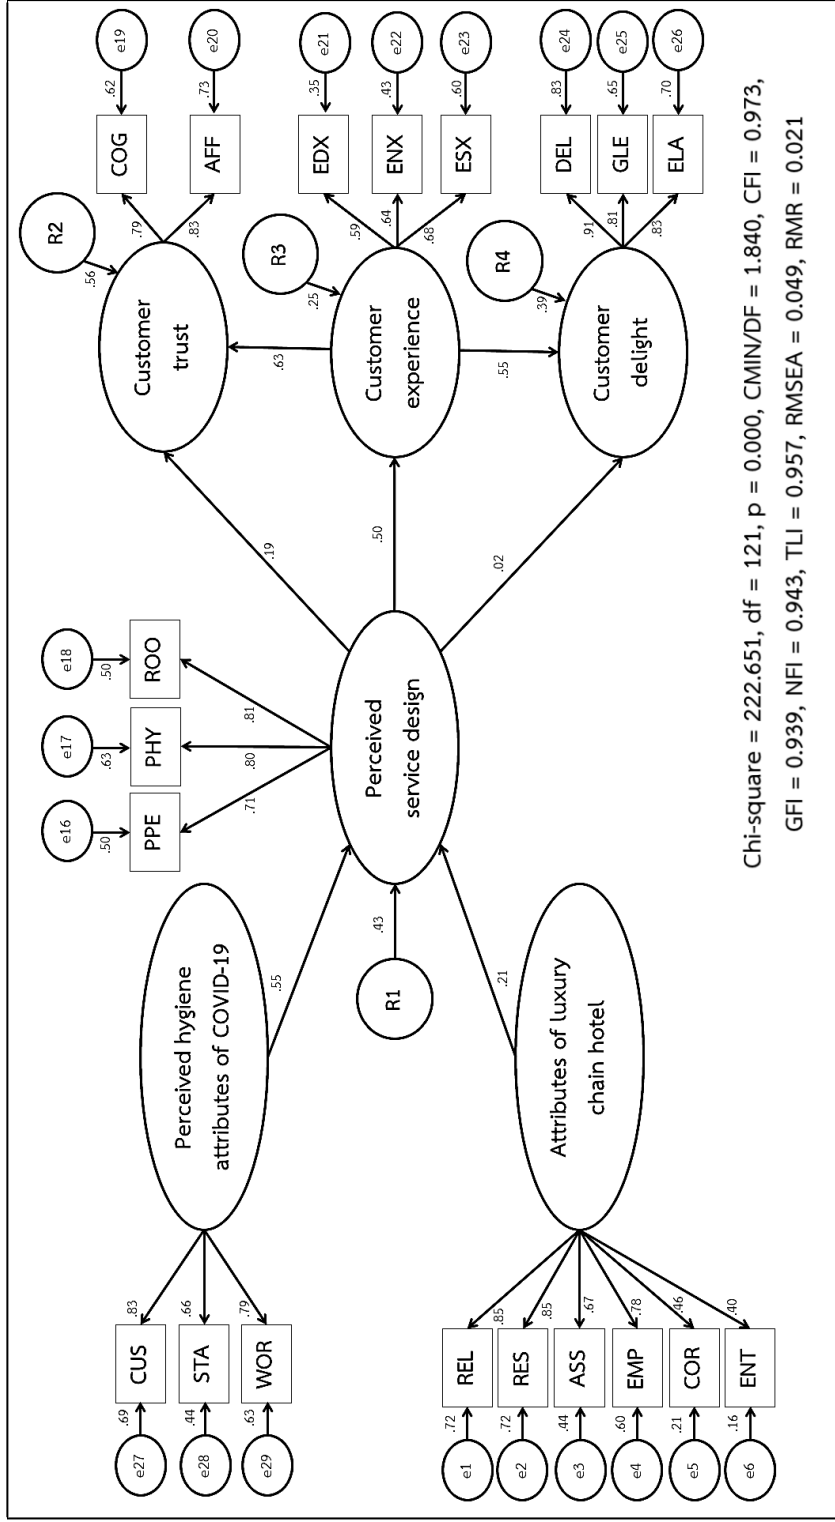 e27
.69
CUS
.83
e28
.44
STA
.66
e29
.63
WOR
.79
Perceived hygiene
attributes of COVID-19
.55
e1
.72
REL
.85
e2
.72
RES
.85
e3
.44
ASS
.67
e4
.60
EMP
.78
e5
.21
COR
.46
e6
.16
ENT
.40
Attributes of luxury
chain hotel
.21
R1
.43
Perceived
service design
e16
.50
PPE
.71
e17
.63
PHY
.80
e18
.50
ROO
.81
.19
.50
.02
Customer
trust
R2
.56
.79
COG
.62
e19
.83
AFF
.73
e20
.63
Customer
experience
R3
.25
.59
EDX
.35
e21
.64
ENX
.43
e22
.68
ESX
.60
e23
.55
Customer
delight
R4
.39
.91
DEL
.83
e24
.81
GLE
.65
e25
.83
ELA
.70
e26
Chi-square = 222.651, df = 121, p = 0.000, CMIN/DF = 1.840, CFI = 0.973,
GFI = 0.939, NFI = 0.943, TLI = 0.957, RMSEA = 0.049, RMR = 0.021